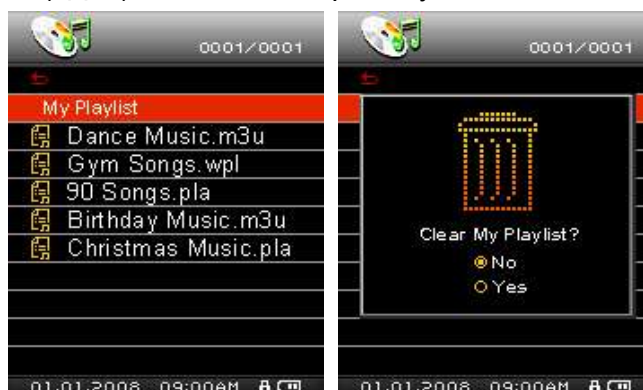 0001/0001
My Playlist
Dance Music.m3u
Gym Songs.wpl
90 Songs.pla
Birthday Music.m3u
Christmas Music.pla
01.01.2008 09:00AM
0001/0001
Clear My Playlist?
No
Yes
01.01.2008 09:00AM